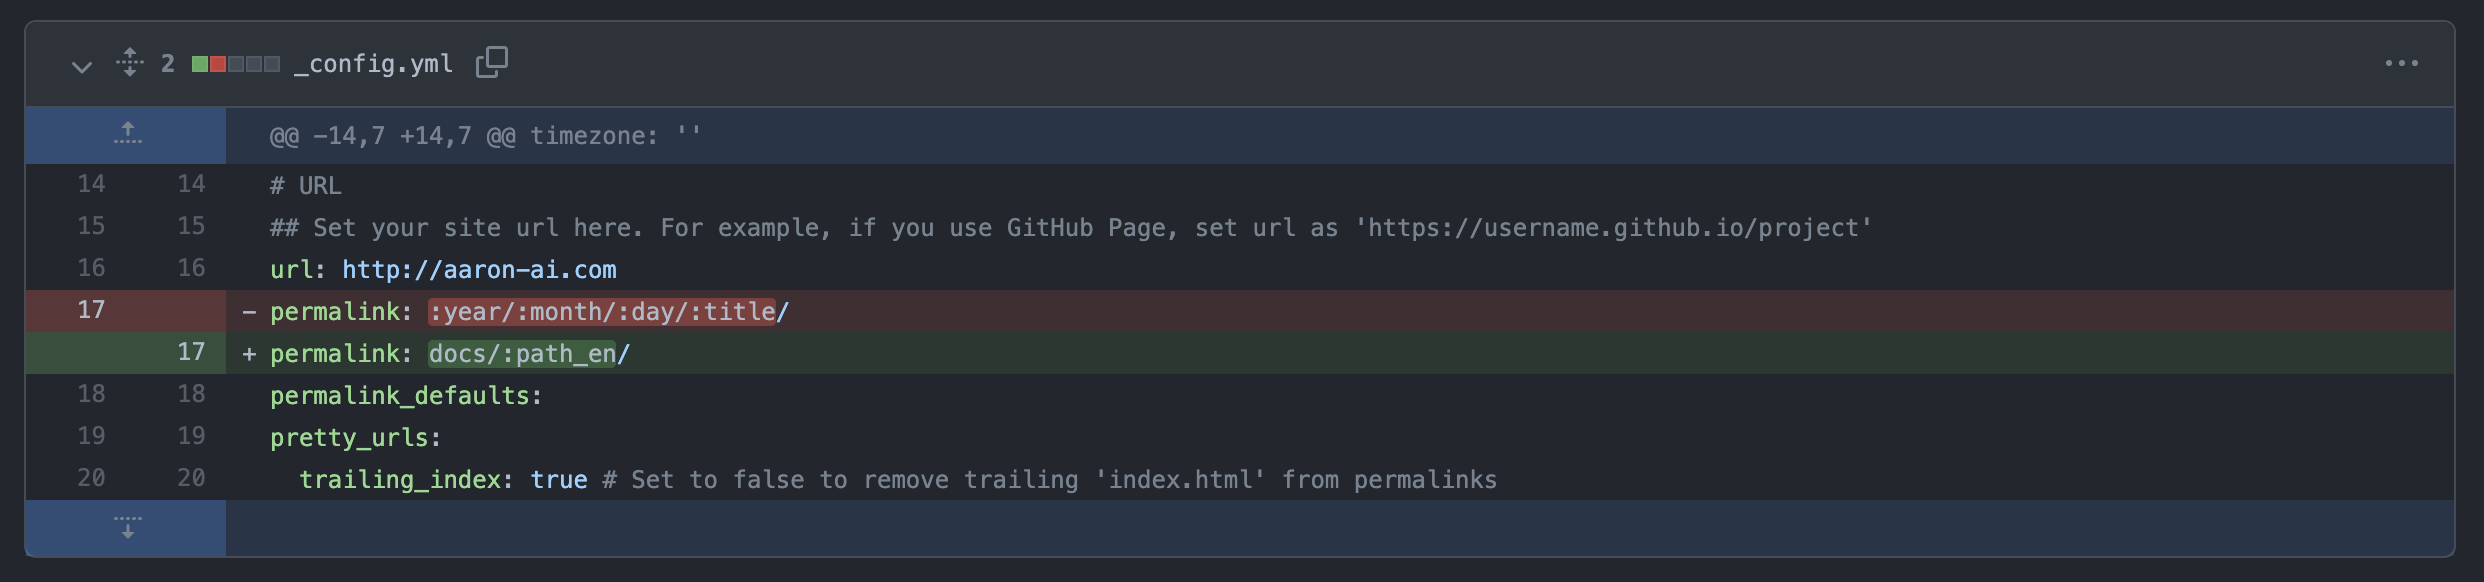 2 _config.yml
@@ -14,7 +14,7 @@ timezone: ''
14 14 # URL
15 15 ## Set your site url here. For example, if you use GitHub Page, set url as 'https://username.github.io/project'
16 16 url: http://aaron-ai.com
17 - permalink: :year/:month/:day/:title/
17 + permalink: docs/:path_en/
18 18 permalink_defaults:
19 19 pretty_urls:
20 20 trailing_index: true # Set to false to remove trailing 'index.html' from permalinks